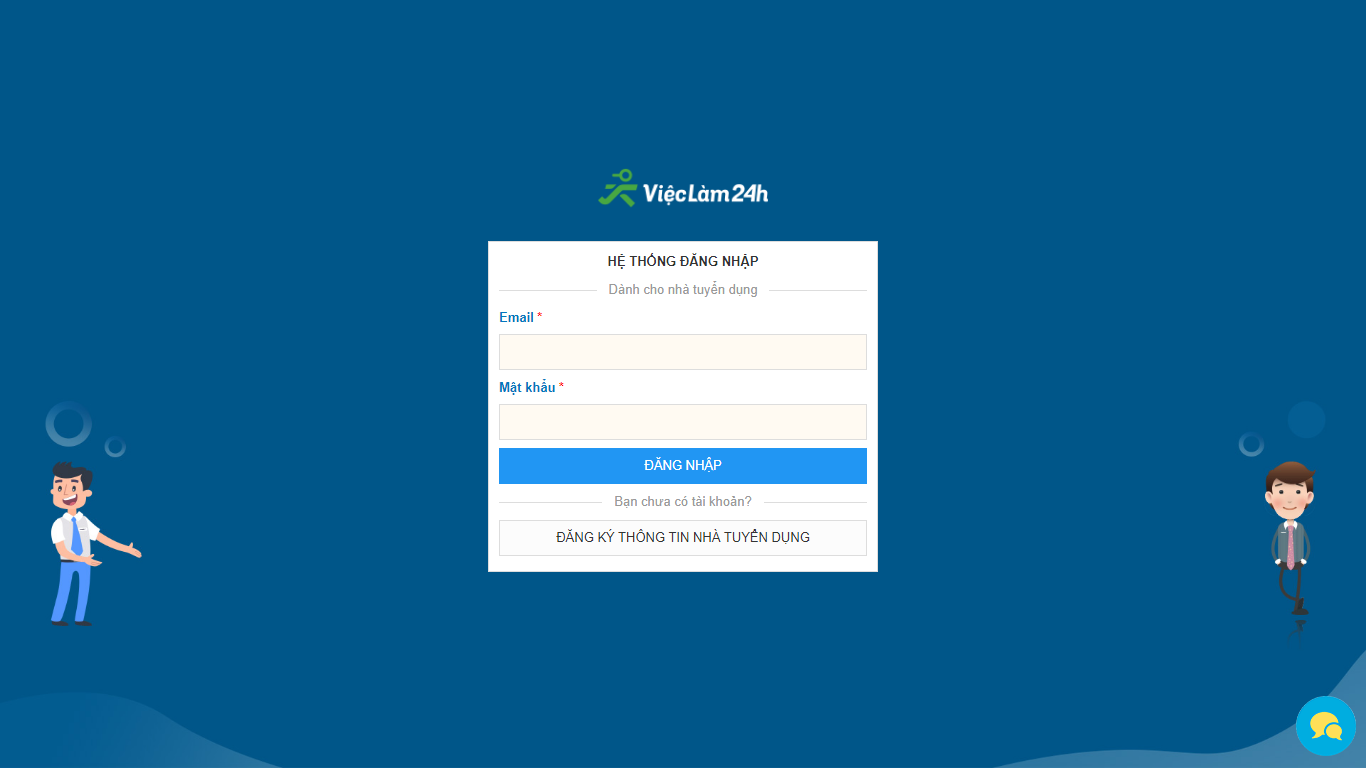 ViệcLàm24h
HỆ THỐNG ĐĂNG NHẬP
Dành cho nhà tuyển dụng
Email *
Mật khẩu *
ĐĂNG NHẬP
Bạn chưa có tài khoản?
ĐĂNG KÝ THÔNG TIN NHÀ TUYỂN DỤNG